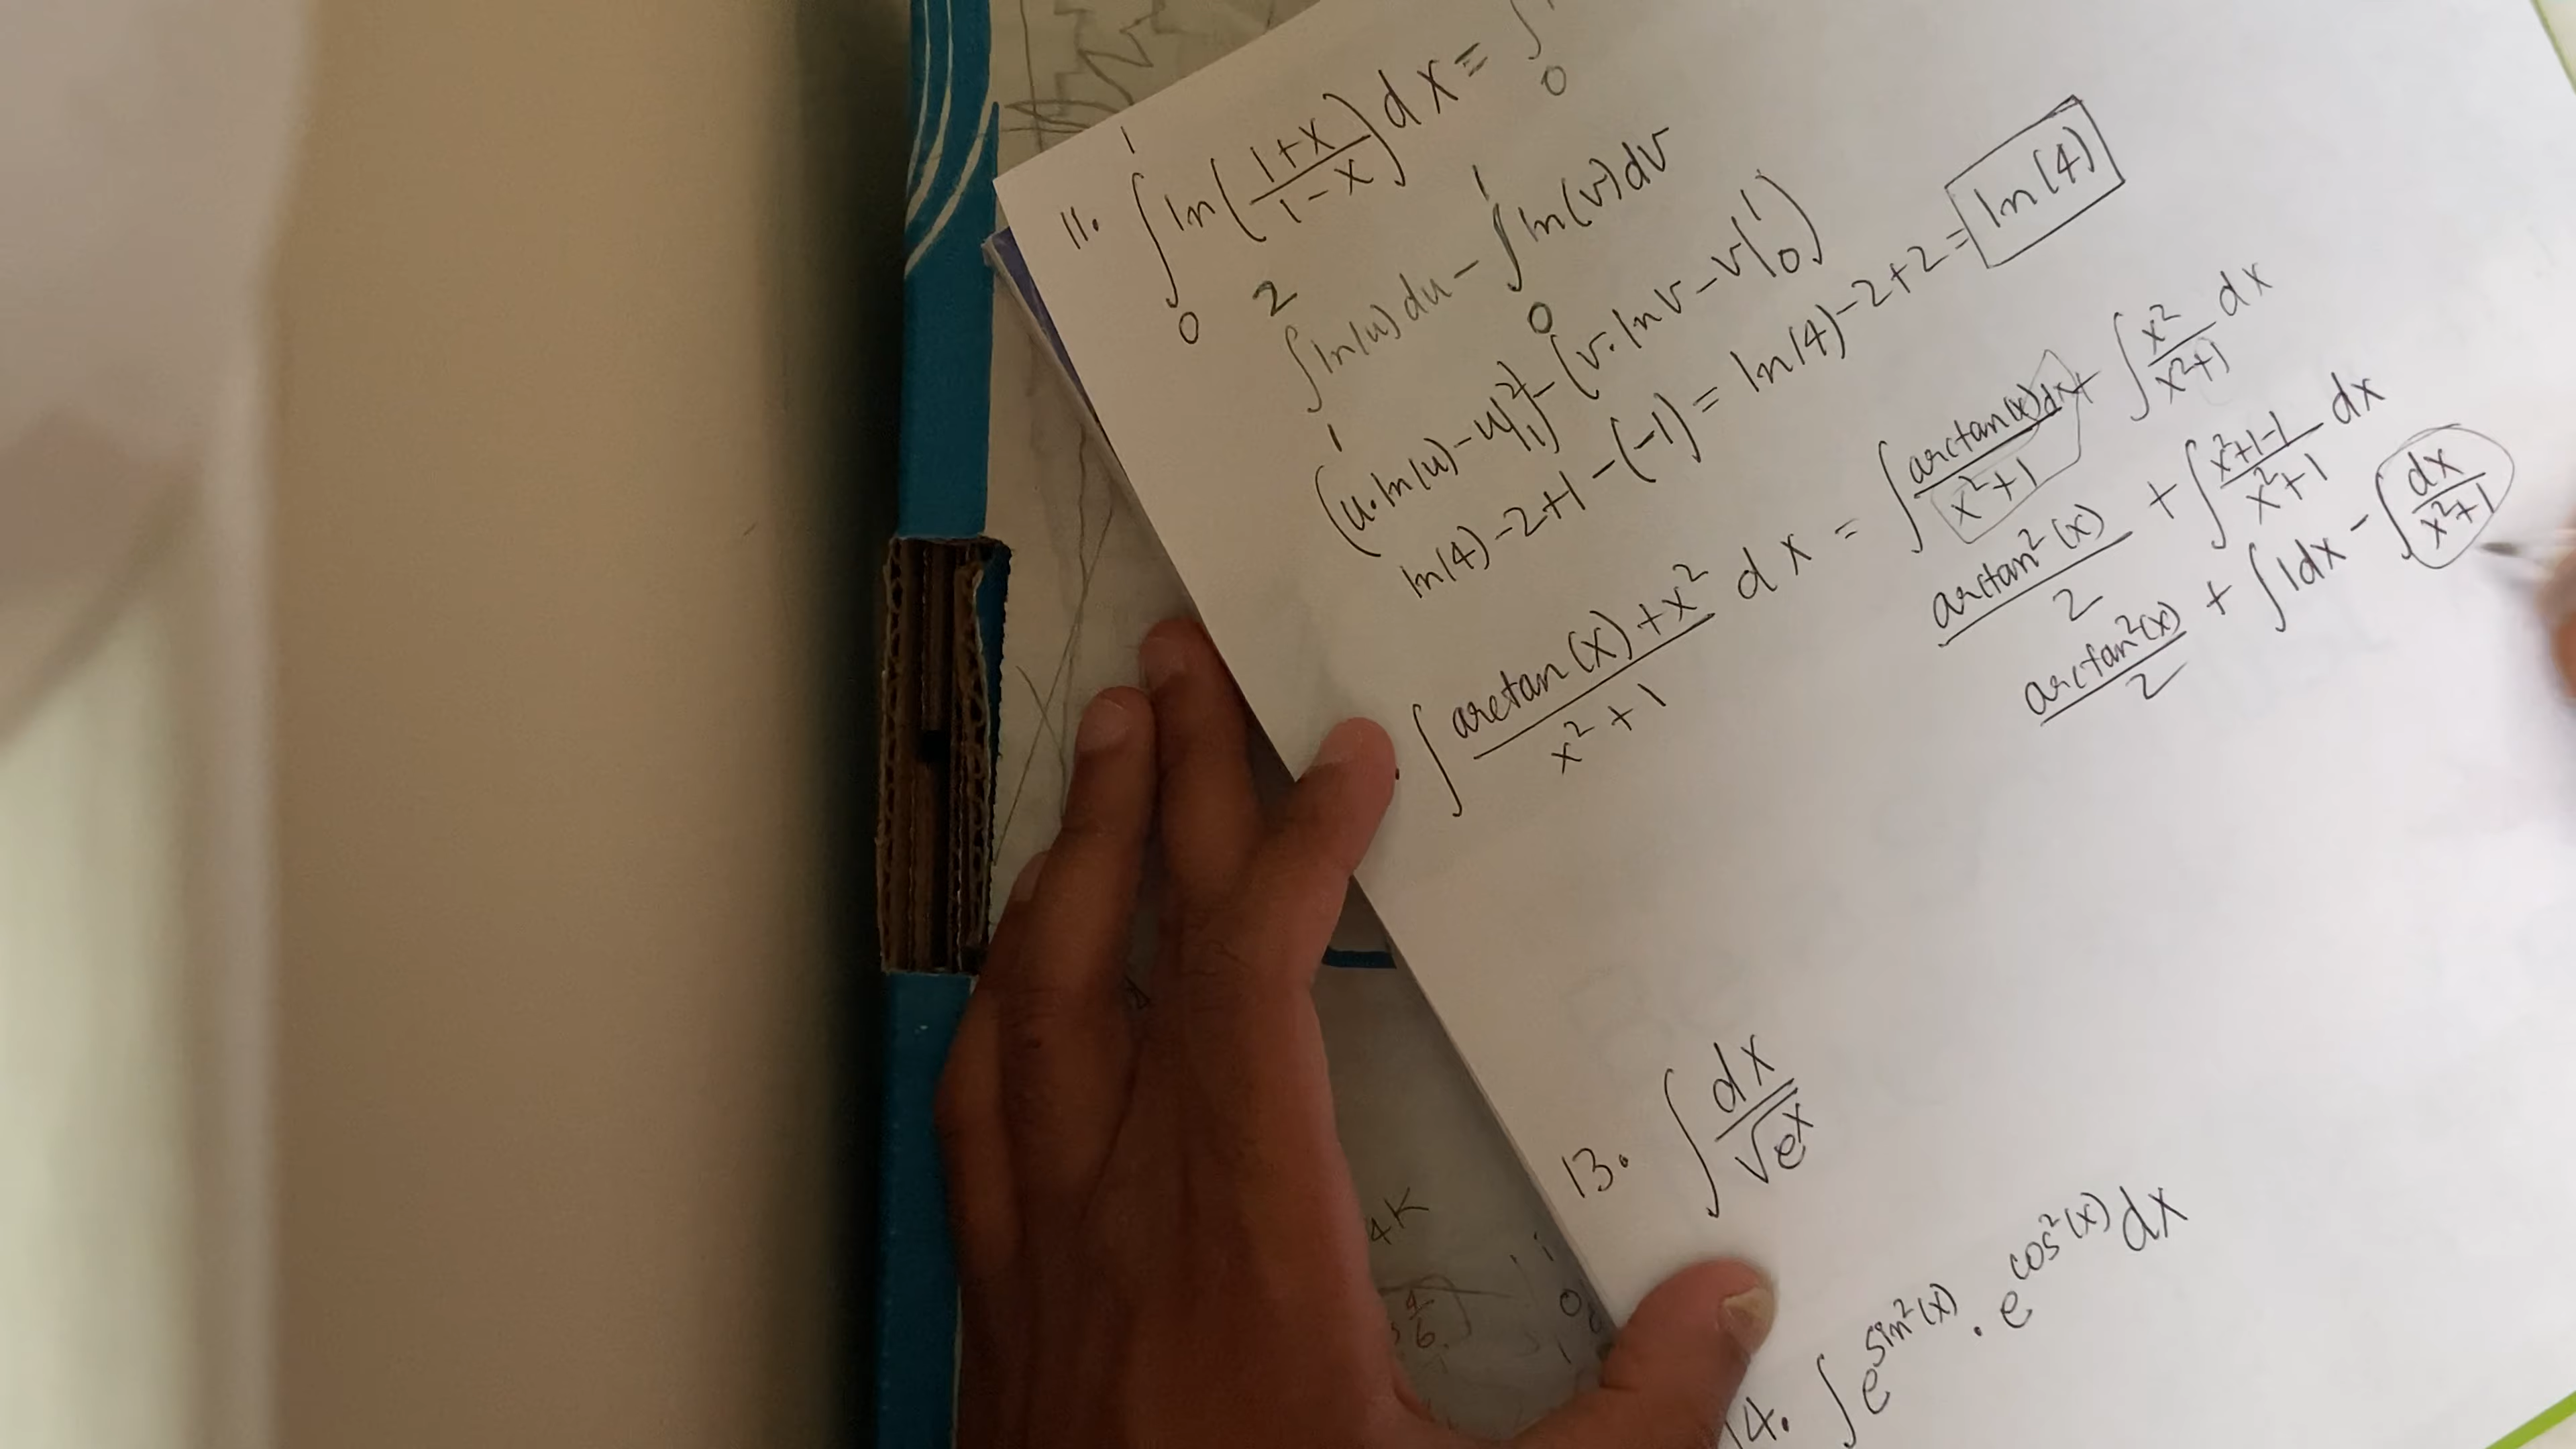 11. ∫₀¹ ln((1+x)/(1-x)) dx = ∫₀
∫₁² ln(u) du - ∫₀¹ ln(v) dv
(u·ln(u) - u|₁²) - (v·ln v - v|₀¹)
ln(4) - 2 + 1 - (-1) = ln(4) - 2 + 2 = ln(4)
. ∫ (arctan(x) + x²)/(x² + 1) dx = ∫ arctan(x)dx/(x² + 1) + ∫ x²/(x²+1) dx
arctan²(x)/2 + ∫ (x²+1-1)/(x²+1) dx
arctan²(x)/2 + ∫ 1dx - ∫ dx/(x²+1)
13. ∫ dx/√eˣ
14. ∫ e^(sin²(x)) · e^(cos²(x)) dx
4K
4/6